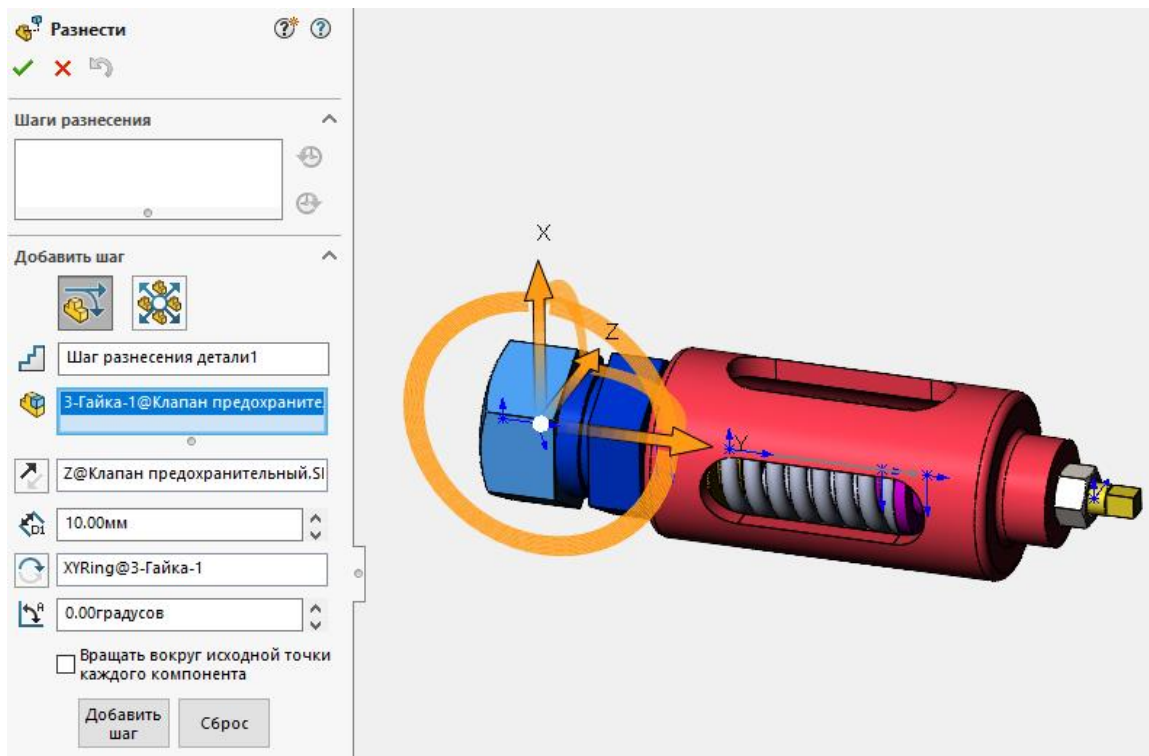 Разнести
Шаги разнесения
Добавить шаг
Шаг разнесения детали1
3-Гайка-1@Клапан предохраните
Z@Клапан предохранительный.SI
D1
10.00мм
XYRing@3-Гайка-1
A
0.00градусов
Вращать вокруг исходной точки
каждого компонента
Добавить
шаг
Сброс
X
Z
Y